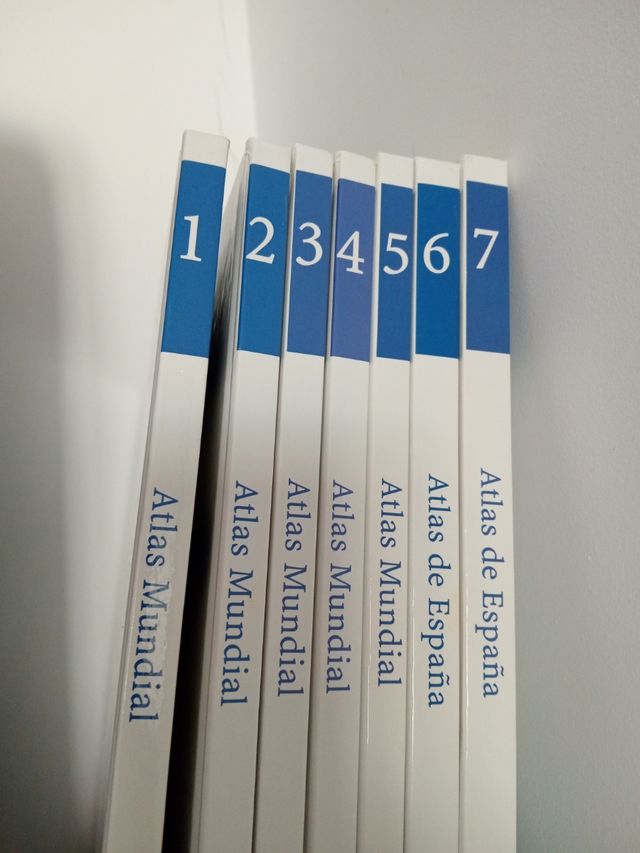 1
Atlas Mundial
2
Atlas Mundial
3
Atlas Mundial
4
Atlas Mundial
5
Atlas Mundial
6
Atlas de España
7
Atlas de España